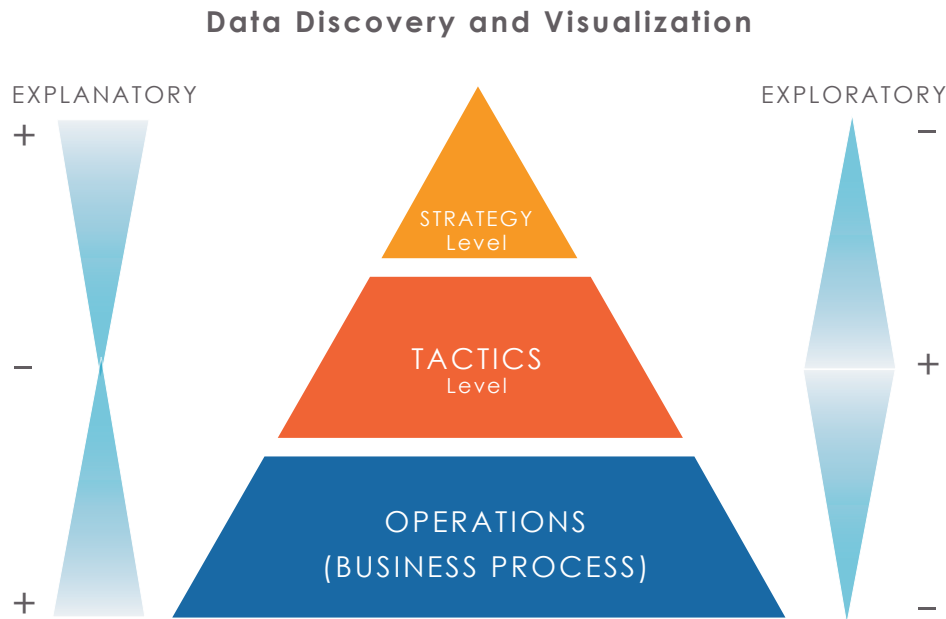 Data Discovery and Visualization
EXPLANATORY
EXPLORATORY
+
–
STRATEGY
Level
TACTICS
Level
–
+
OPERATIONS
(BUSINESS PROCESS)
+
–